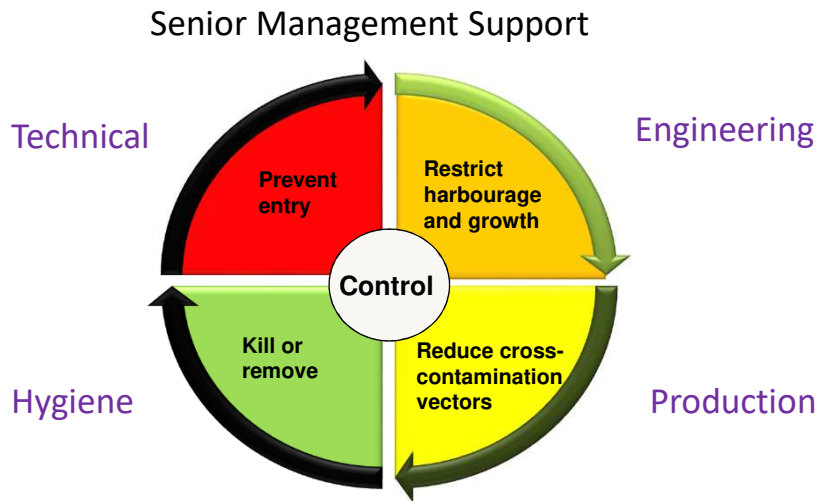 Senior Management Support
Technical
Engineering
Prevent
entry
Restrict
harbourage
and growth
Control
Kill or
remove
Reduce cross-
contamination
vectors
Hygiene
Production